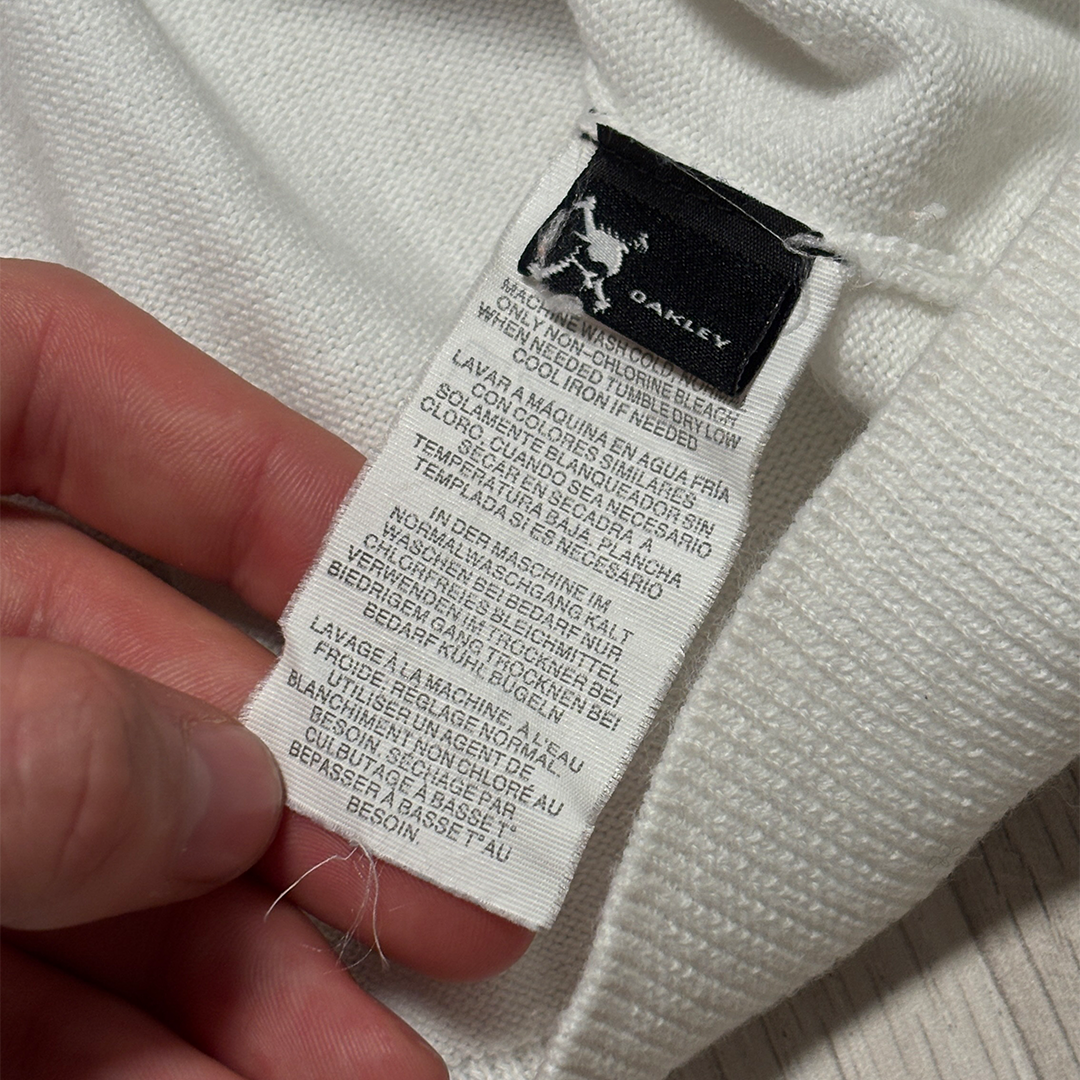 OAKLEY
MACHINE WASH COLD NORM
ONLY NON-CHLORINE BLEACH
WHEN NEEDED TUMBLE DRY LOW
COOL IRON IF NEEDED
LAVAR A MAQUINA EN AGUA FRÍA
CON COLORES SIMILARES
SOLAMENTE BLANQUEADOR SIN
CLORO, CUANDO SEA NECESARIO
SECAR EN SECADRA, A
TEMPERATURA BAJA, PLANCHA
TEMPLADA SI ES NECESARIO
IN DER MASCHINE IM
NORMALWASCHGANG KALT
WASCHEN BEI BEDARF NUR
CHLORFREIES BLEICHMITTEL
VERWENDEN IM TROCKNER BEI
BIEDRIGEM GANG TROCKNEN BEI
BEDARF KÜHL BÜGELN
LAVAGE À LA MACHINE, A L'EAU
FROIDE, RÉGLAGE NORMAL.
UTILISER UN AGENT DE
BLANCHIMENT NON CHLORÉ AU
BESOIN. SÉCHAGE PAR
CULBUTAGE À BASSE T°
BEPASSER À BASSE T° AU
BESOIN.